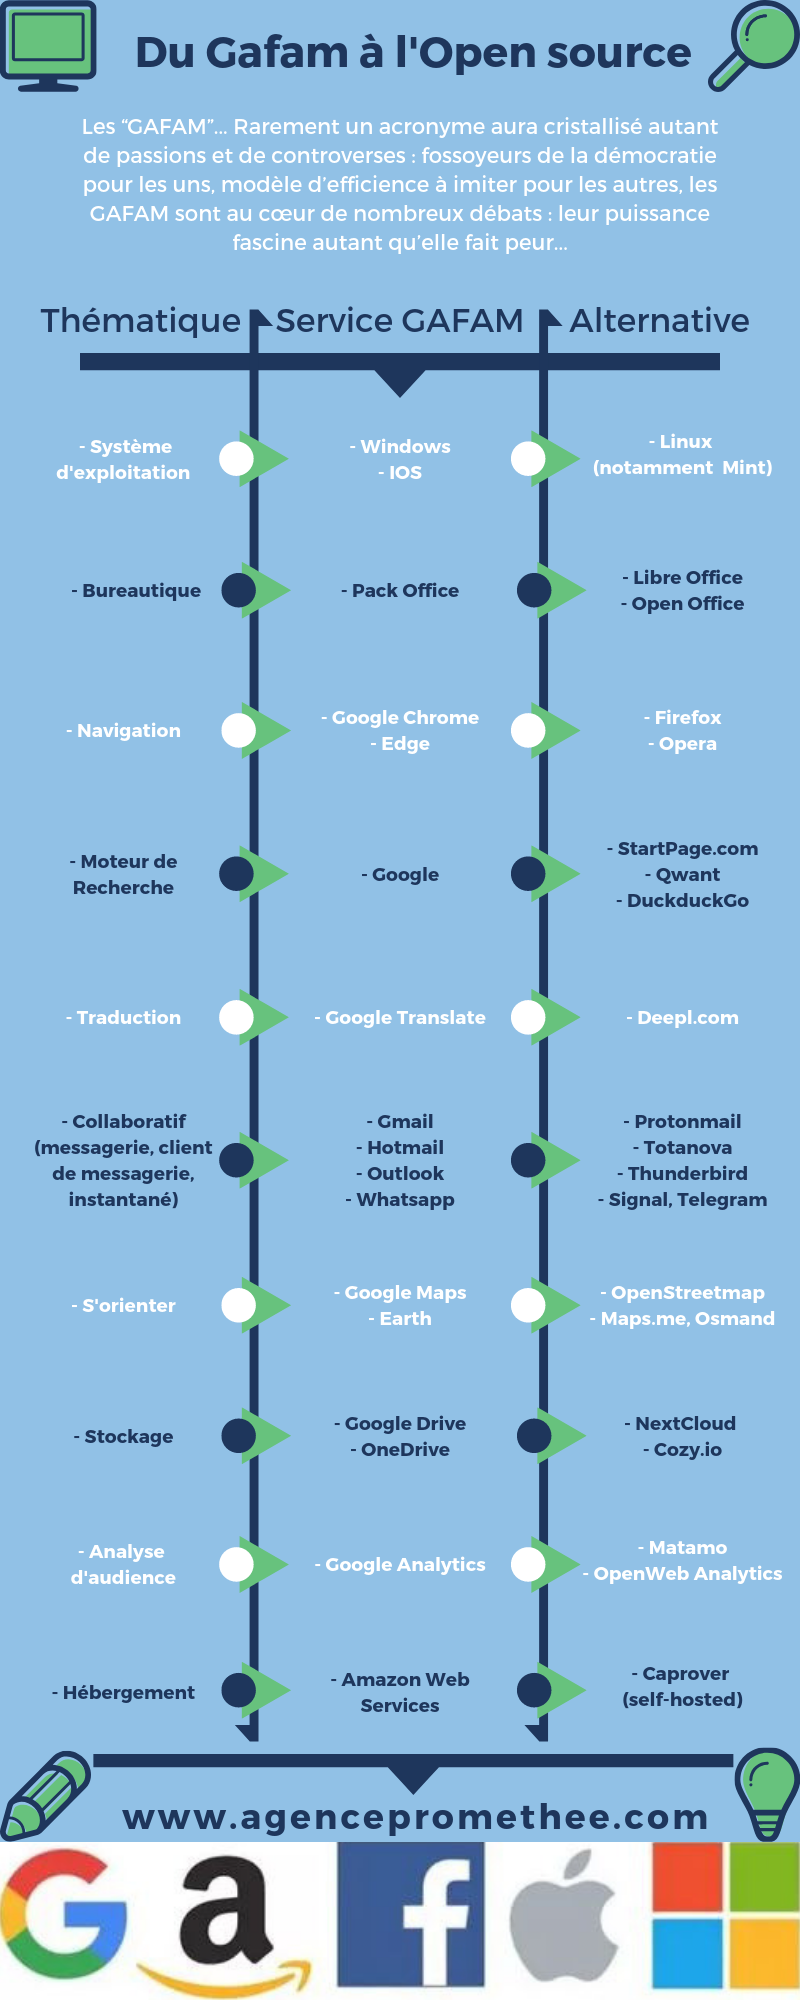 Du Gafam à l'Open source
Les “GAFAM”... Rarement un acronyme aura cristallisé autant
de passions et de controverses : fossoyeurs de la démocratie
pour les uns, modèle d’efficience à imiter pour les autres, les
GAFAM sont au cœur de nombreux débats : leur puissance
fascine autant qu’elle fait peur...
Thématique Service GAFAM Alternative
- Système
d'exploitation
- Windows
- IOS
- Linux
(notamment Mint)
- Bureautique
- Pack Office
- Libre Office
- Open Office
- Navigation
- Google Chrome
- Edge
- Firefox
- Opera
- Moteur de
Recherche
- Google
- StartPage.com
- Qwant
- DuckduckGo
- Traduction
- Google Translate
- Deepl.com
- Collaboratif
(messagerie, client
de messagerie,
instantané)
- Gmail
- Hotmail
- Outlook
- Whatsapp
- Protonmail
- Totanova
- Thunderbird
- Signal, Telegram
- S'orienter
- Google Maps
- Earth
- OpenStreetmap
- Maps.me, Osmand
- Stockage
- Google Drive
- OneDrive
- NextCloud
- Cozy.io
- Analyse
d'audience
- Google Analytics
- Matamo
- OpenWeb Analytics
- Hébergement
- Amazon Web
Services
- Caprover
(self-hosted)
www.agencepromethee.com